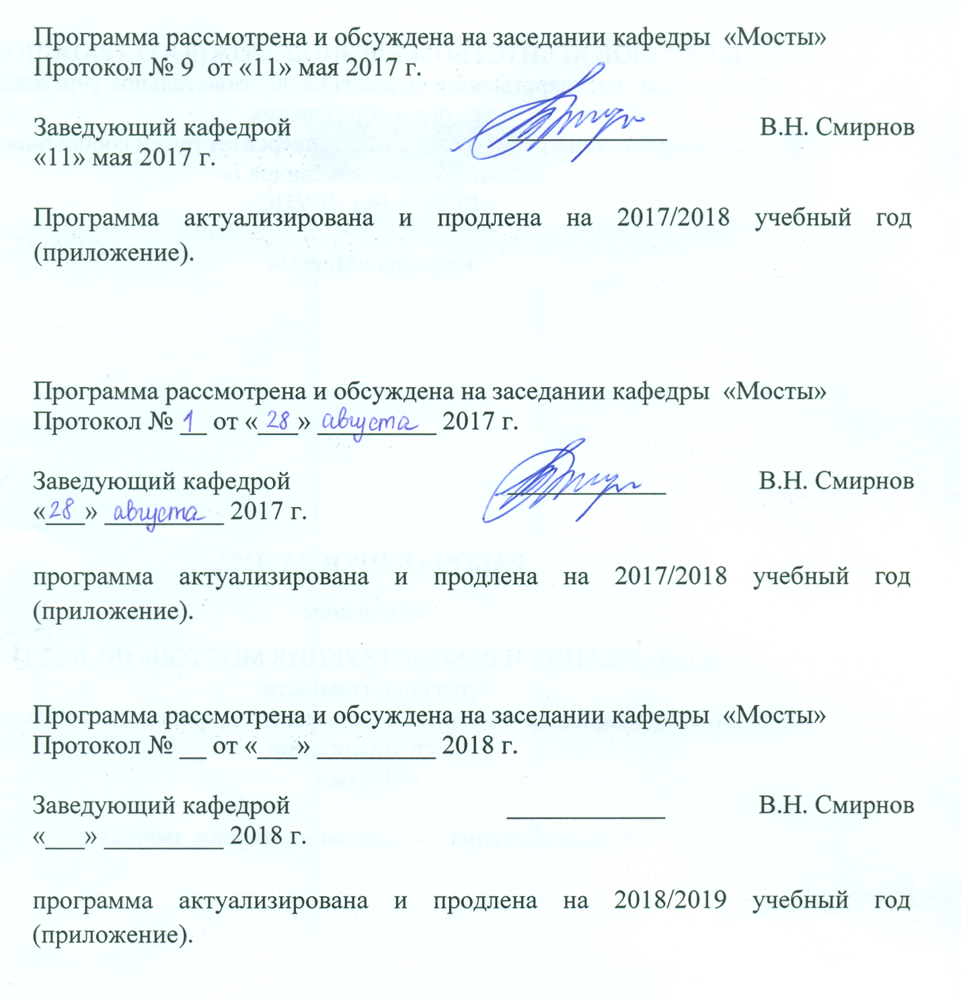 Программа рассмотрена и обсуждена на заседании кафедры «Мосты»
Протокол № 9 от «11» мая 2017 г.
Заведующий кафедрой ____________ В.Н. Смирнов
«11» мая 2017 г.
Программа актуализирована и продлена на 2017/2018 учебный год
(приложение).
Программа рассмотрена и обсуждена на заседании кафедры «Мосты»
Протокол № 1 от «28» августа 2017 г.
Заведующий кафедрой ____________ В.Н. Смирнов
«28» августа 2017 г.
программа актуализирована и продлена на 2017/2018 учебный год
(приложение).
Программа рассмотрена и обсуждена на заседании кафедры «Мосты»
Протокол № __ от «___» _________ 2018 г.
Заведующий кафедрой ____________ В.Н. Смирнов
«___» _________ 2018 г.
программа актуализирована и продлена на 2018/2019 учебный год
(приложение).